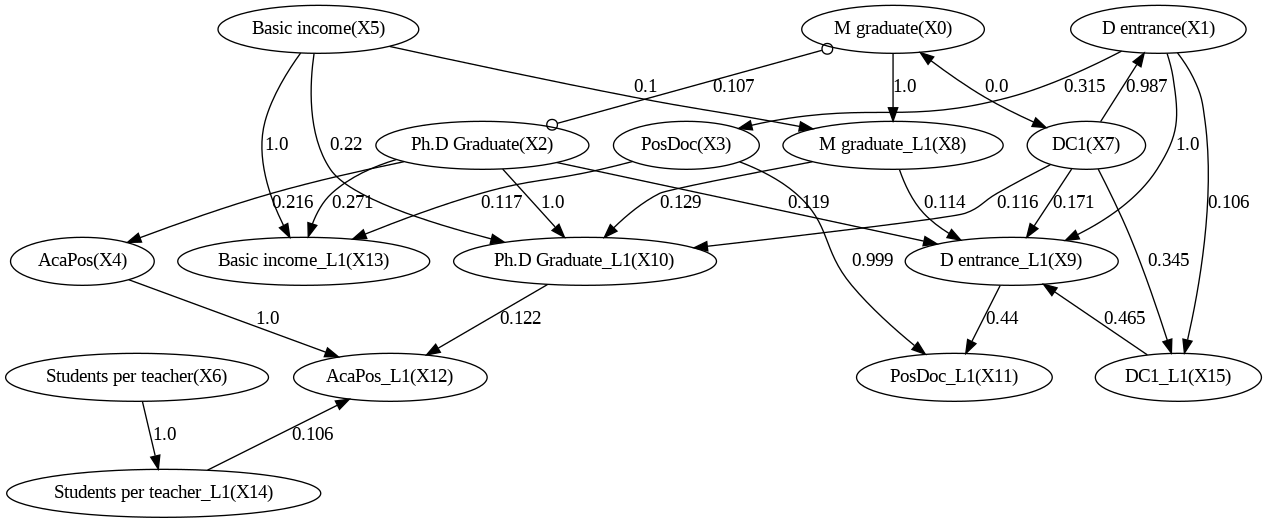 Basic income(X5)
M graduate(X0)
D entrance(X1)
0.1
0.107
1.0
0.0
0.315
0.987
1.0
0.22
Ph.D Graduate(X2)
PosDoc(X3)
M graduate_L1(X8)
DC1(X7)
1.0
0.216
0.271
0.117
1.0
0.129
0.119
0.114
0.116
0.171
0.106
AcaPos(X4)
Basic income_L1(X13)
Ph.D Graduate_L1(X10)
0.999
D entrance_L1(X9)
0.345
1.0
0.122
0.44
0.465
Students per teacher(X6)
AcaPos_L1(X12)
PosDoc_L1(X11)
DC1_L1(X15)
1.0
0.106
Students per teacher_L1(X14)